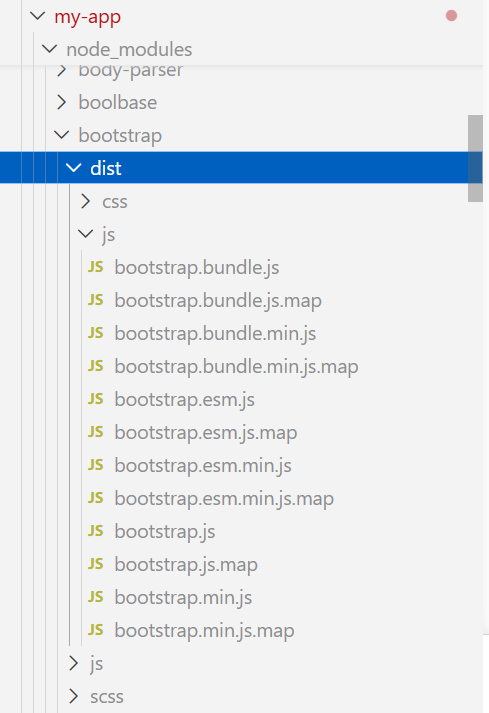 my-app
node_modules
body-parser
boolbase
bootstrap
dist
css
js
JS bootstrap.bundle.js
JS bootstrap.bundle.js.map
JS bootstrap.bundle.min.js
JS bootstrap.bundle.min.js.map
JS bootstrap.esm.js
JS bootstrap.esm.js.map
JS bootstrap.esm.min.js
JS bootstrap.esm.min.js.map
JS bootstrap.js
JS bootstrap.js.map
JS bootstrap.min.js
JS bootstrap.min.js.map
js
scss